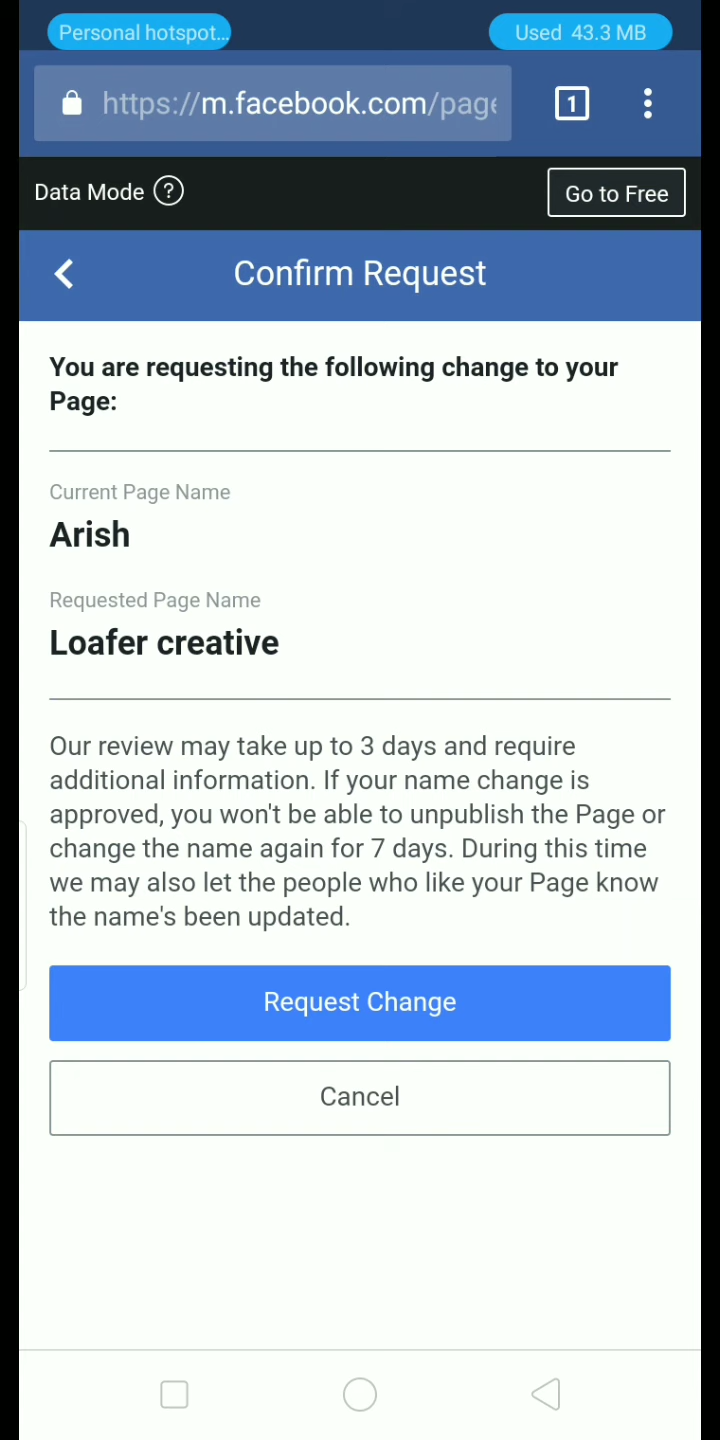 Personal hotspot...
Used 43.3 MB
https://m.facebook.com/page
1
Data Mode ?
Go to Free
Confirm Request
You are requesting the following change to your
Page:
Current Page Name
Arish
Requested Page Name
Loafer creative
Our review may take up to 3 days and require
additional information. If your name change is
approved, you won't be able to unpublish the Page or
change the name again for 7 days. During this time
we may also let the people who like your Page know
the name's been updated.
Request Change
Cancel